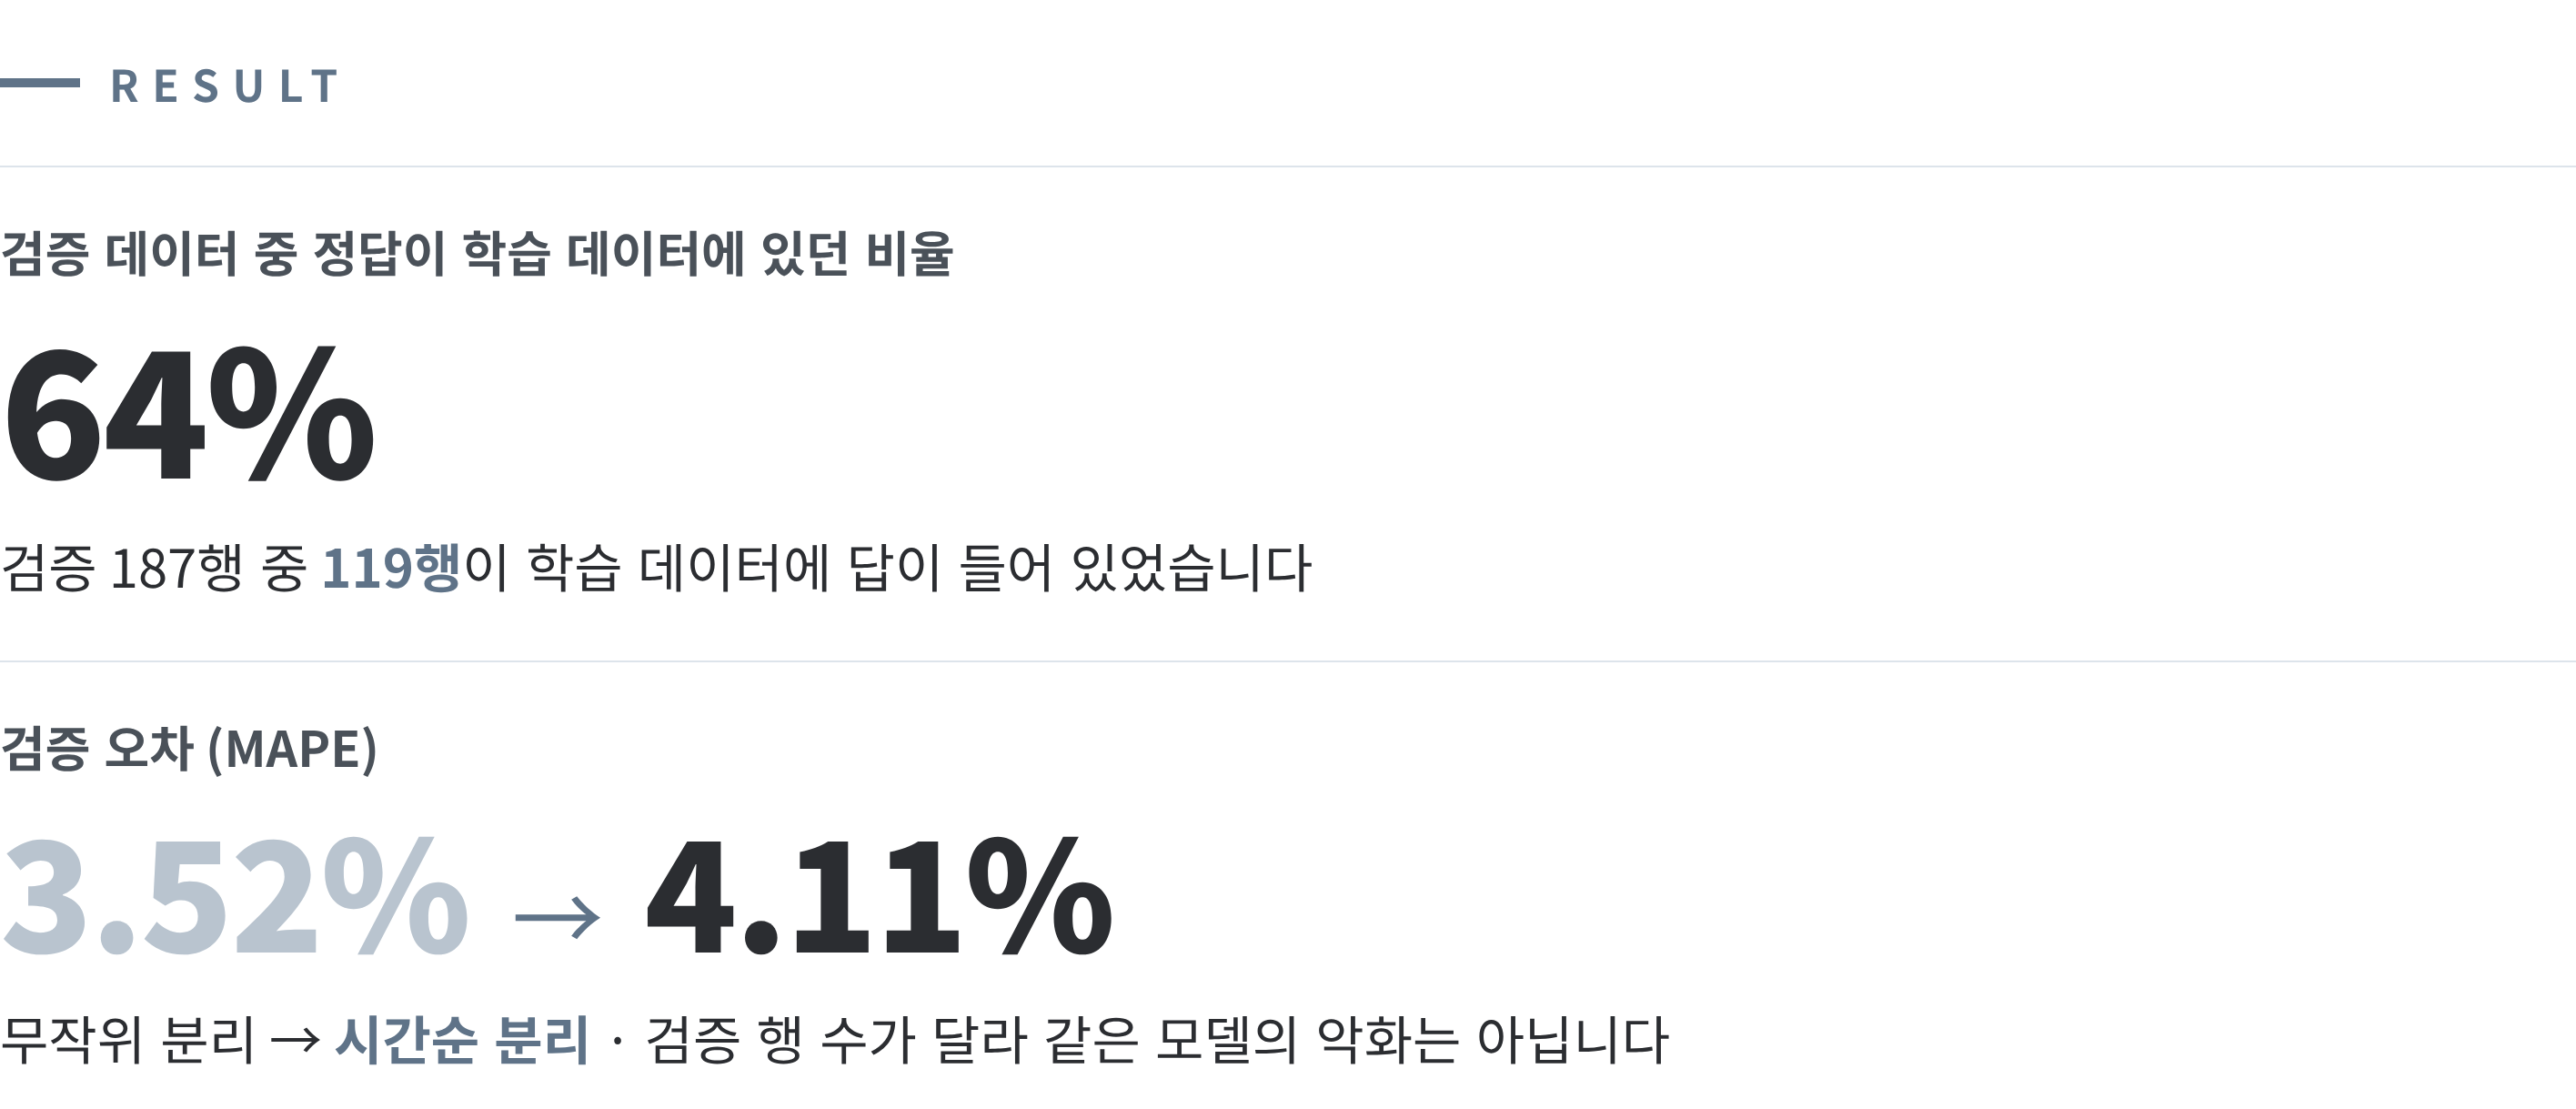 RESULT
검증 데이터 중 정답이 학습 데이터에 있던 비율
64%
검증 187행 중 119행이 학습 데이터에 답이 들어 있었습니다
검증 오차 (MAPE)
3.52% → 4.11%
무작위 분리 → 시간순 분리 · 검증 행 수가 달라 같은 모델의 악화는 아닙니다